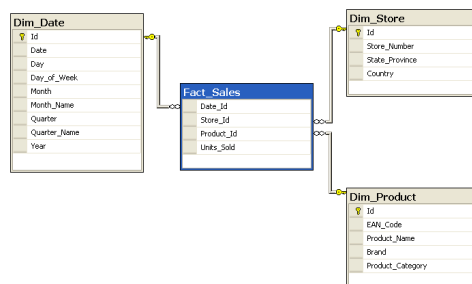 Dim_Date
Id
Date
Day
Day_of_Week
Month
Month_Name
Quarter
Quarter_Name
Year
Fact_Sales
Date_Id
Store_Id
Product_Id
Units_Sold
Dim_Store
Id
Store_Number
State_Province
Country
Dim_Product
Id
EAN_Code
Product_Name
Brand
Product_Category